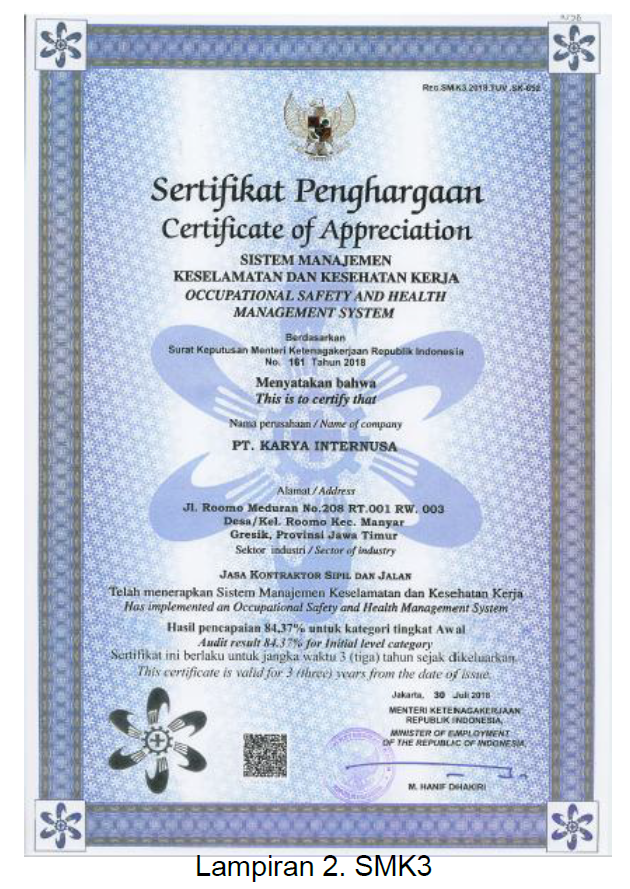 Reg.SMK3.2018.TUV.SK-052
Sertifikat Penghargaan
Certificate of Appreciation
SISTEM MANAJEMEN
KESELAMATAN DAN KESEHATAN KERJA
OCCUPATIONAL SAFETY AND HEALTH
MANAGEMENT SYSTEM
Berdasarkan
Surat Keputusan Menteri Ketenagakerjaan Republik Indonesia
No. 161 Tahun 2018
Menyatakan bahwa
This is to certify that
Nama perusahaan / Name of company
PT. KARYA INTERNUSA
Alamat / Address
Jl. Roomo Meduran No.208 RT.001 RW. 003
Desa/Kel. Roomo Kec. Manyar
Gresik, Provinsi Jawa Timur
Sektor industri / Sector of industry
JASA KONTRAKTOR SIPIL DAN JALAN
Telah menerapkan Sistem Manajemen Keselamatan dan Kesehatan Kerja
Has implemented an Occupational Safety and Health Management System
Hasil pencapaian 84,37% untuk kategori tingkat Awal
Audit result 84.37% for Initial level category
Sertifikat ini berlaku untuk jangka waktu 3 (tiga) tahun sejak dikeluarkan.
This certificate is valid for 3 (three) years from the date of issue.
Jakarta, 30 Juli 2018
MENTERI KETENAGAKERJAAN
REPUBLIK INDONESIA,
MINISTER OF EMPLOYMENT
OF THE REPUBLIC OF INDONESIA,
M. HANIF DHAKIRI
Lampiran 2. SMK3